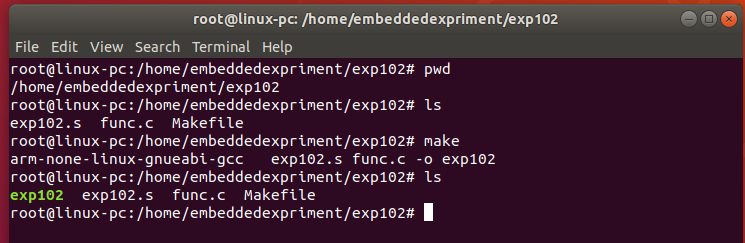 root@linux-pc: /home/embeddedexpriment/exp102
File Edit View Search Terminal Help
root@linux-pc:/home/embeddedexpriment/exp102# pwd
/home/embeddedexpriment/exp102
root@linux-pc:/home/embeddedexpriment/exp102# ls
exp102.s  func.c  Makefile
root@linux-pc:/home/embeddedexpriment/exp102# make
arm-none-linux-gnueabi-gcc   exp102.s func.c -o exp102
root@linux-pc:/home/embeddedexpriment/exp102# ls
exp102  exp102.s  func.c  Makefile
root@linux-pc:/home/embeddedexpriment/exp102#